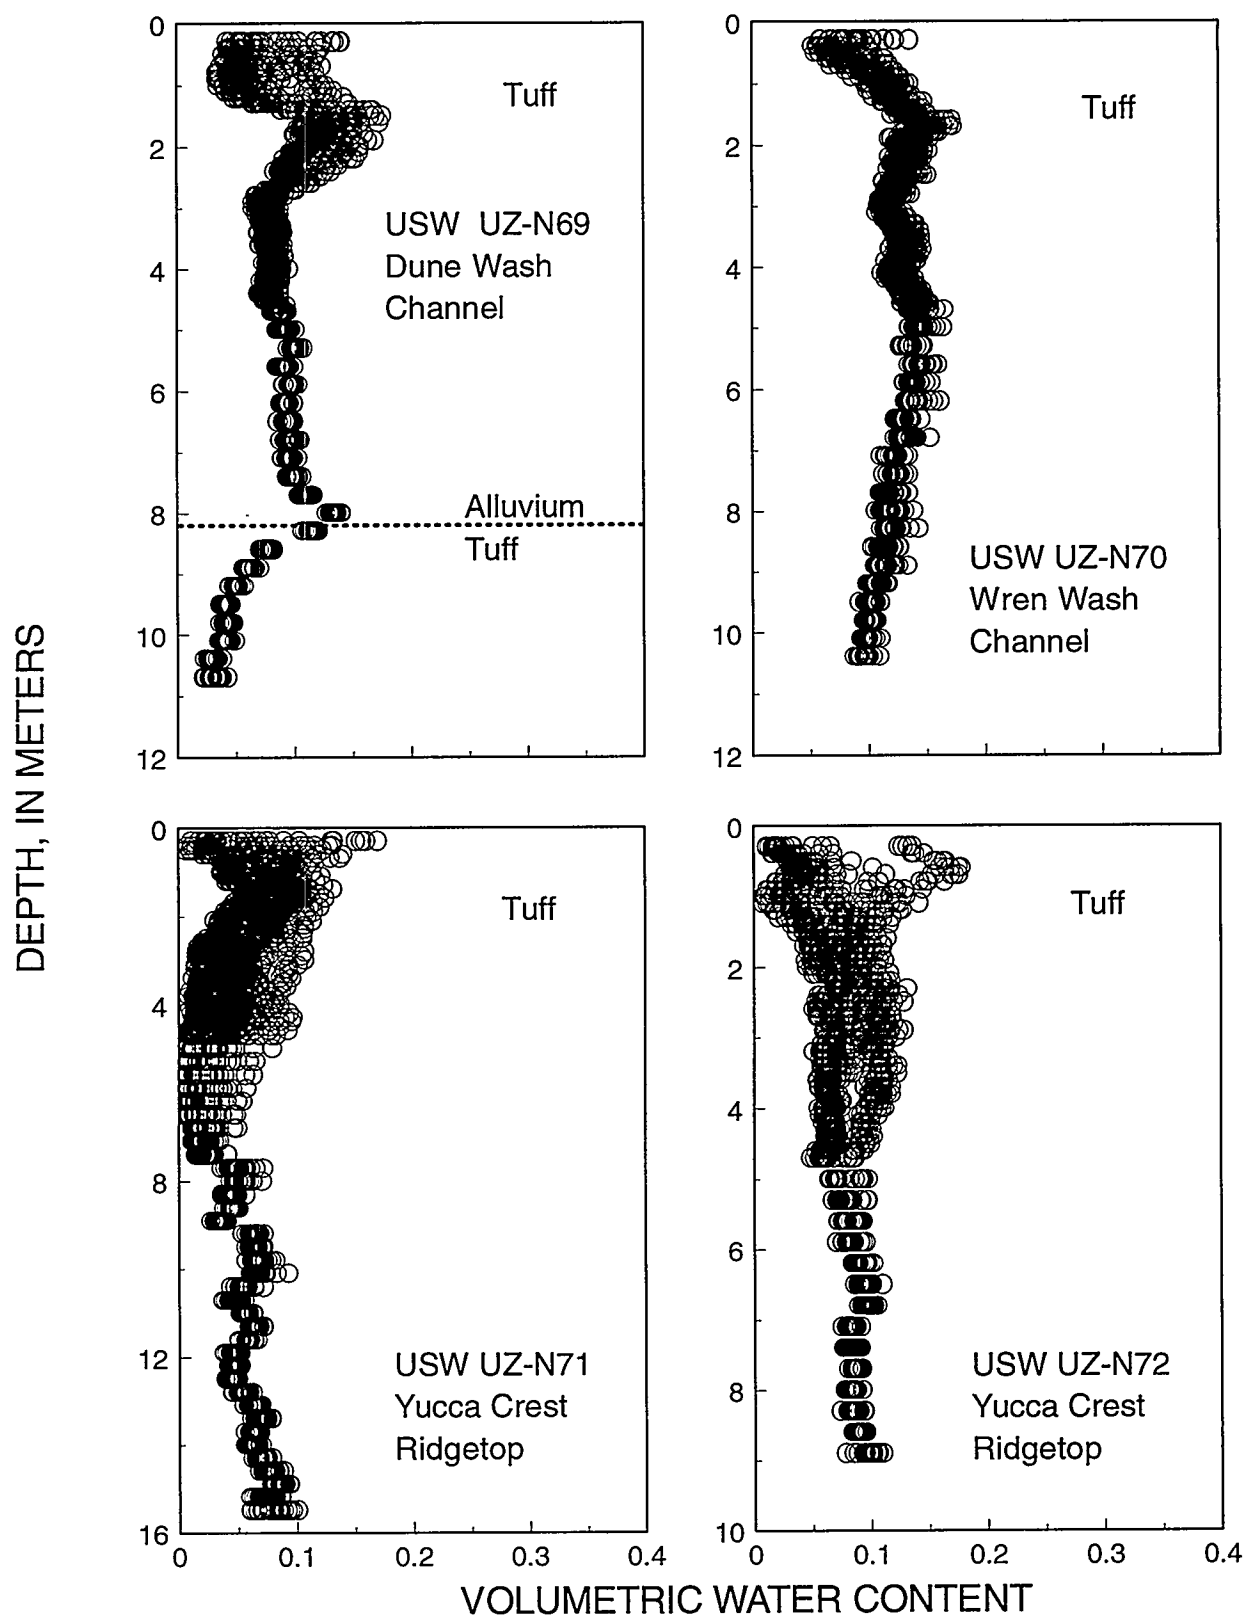 0
2
4
6
8
10
12
Tuff
USW UZ-N69
Dune Wash
Channel
Alluvium
Tuff
0
2
4
6
8
10
12
Tuff
USW UZ-N70
Wren Wash
Channel
DEPTH, IN METERS
0
4
8
12
16
Tuff
USW UZ-N71
Yucca Crest
Ridgetop
0 0.1 0.2 0.3 0.4
0
2
4
6
8
10
Tuff
USW UZ-N72
Yucca Crest
Ridgetop
0 0.1 0.2 0.3 0.4
VOLUMETRIC WATER CONTENT